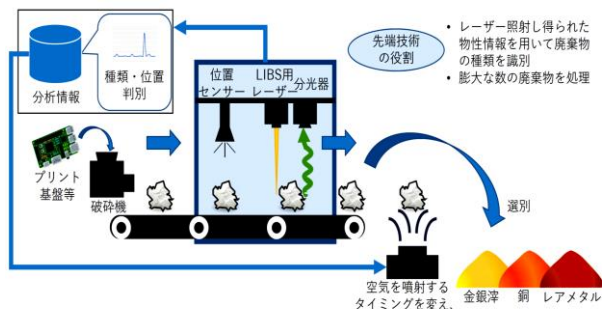 種類・位置
判別
分析情報
プリント
基盤等
破砕機
位置
センサー
LIBS用
レーザー
分光器
先端技術
の役割
• レーザー照射し得られた
物性情報を用いて廃棄物
の種類を識別
• 膨大な数の廃棄物を処理
選別
空気を噴射する
タイミングを変え、
金銀滓
銅
レアメタル